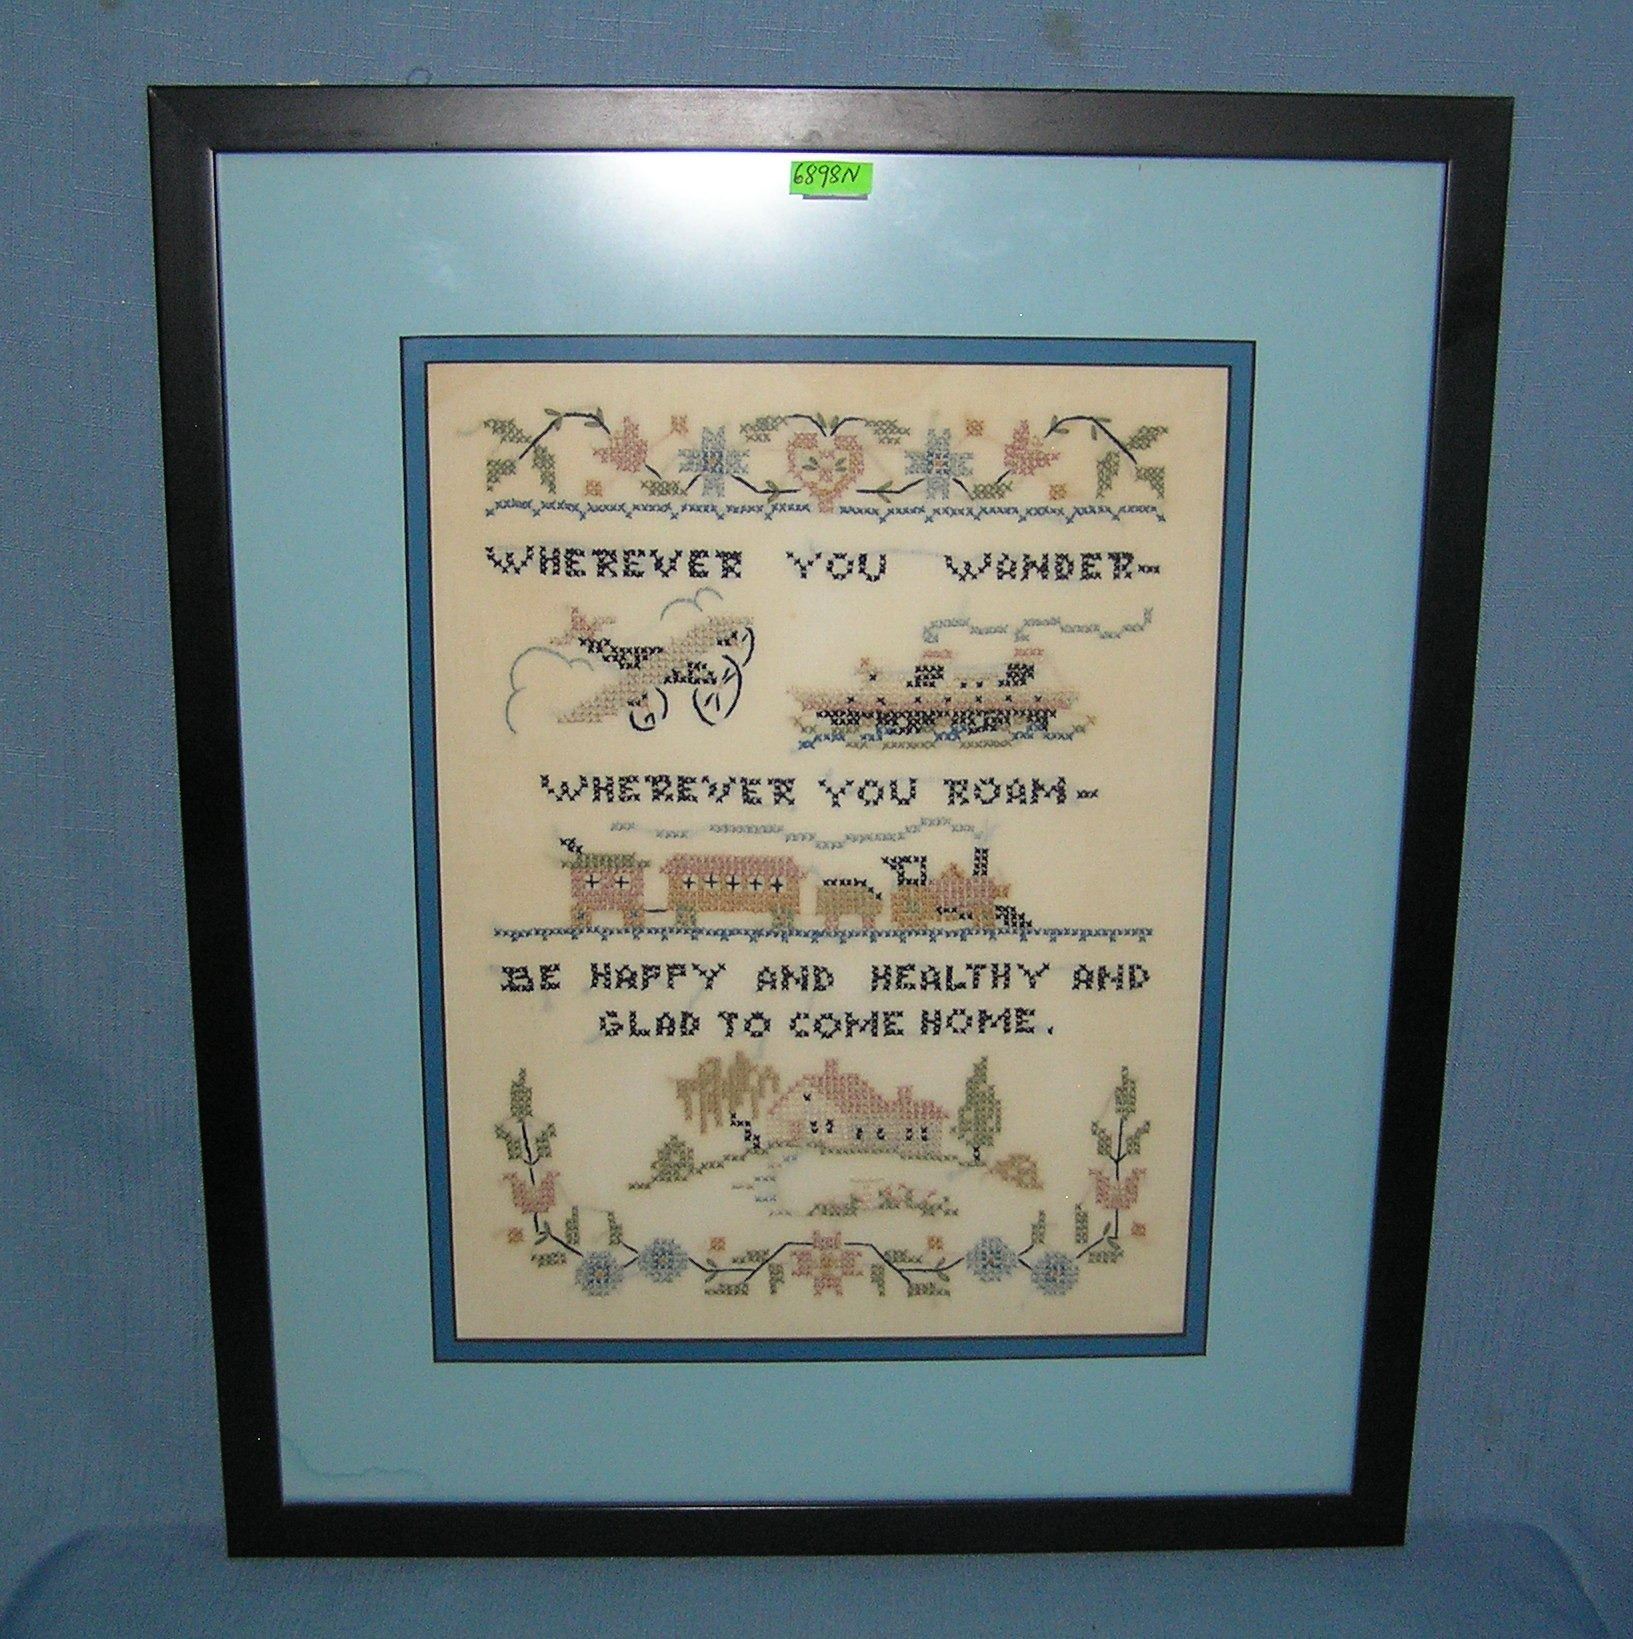 6898N
WHEREVER YOU WANDER-
WHEREVER YOU ROAM-
BE HAPPY AND HEALTHY AND
GLAD TO COME HOME.